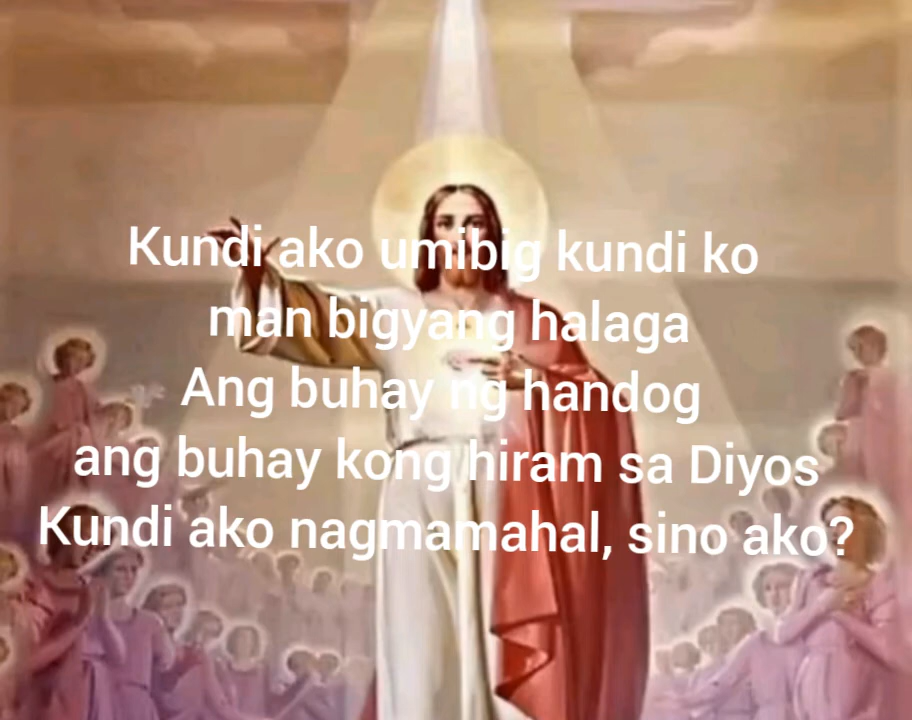 Kundi ako umibig kundi ko
man bigyang halaga
Ang buhay ng handog
ang buhay kong hiram sa Diyos
Kundi ako nagmamahal, sino ako?